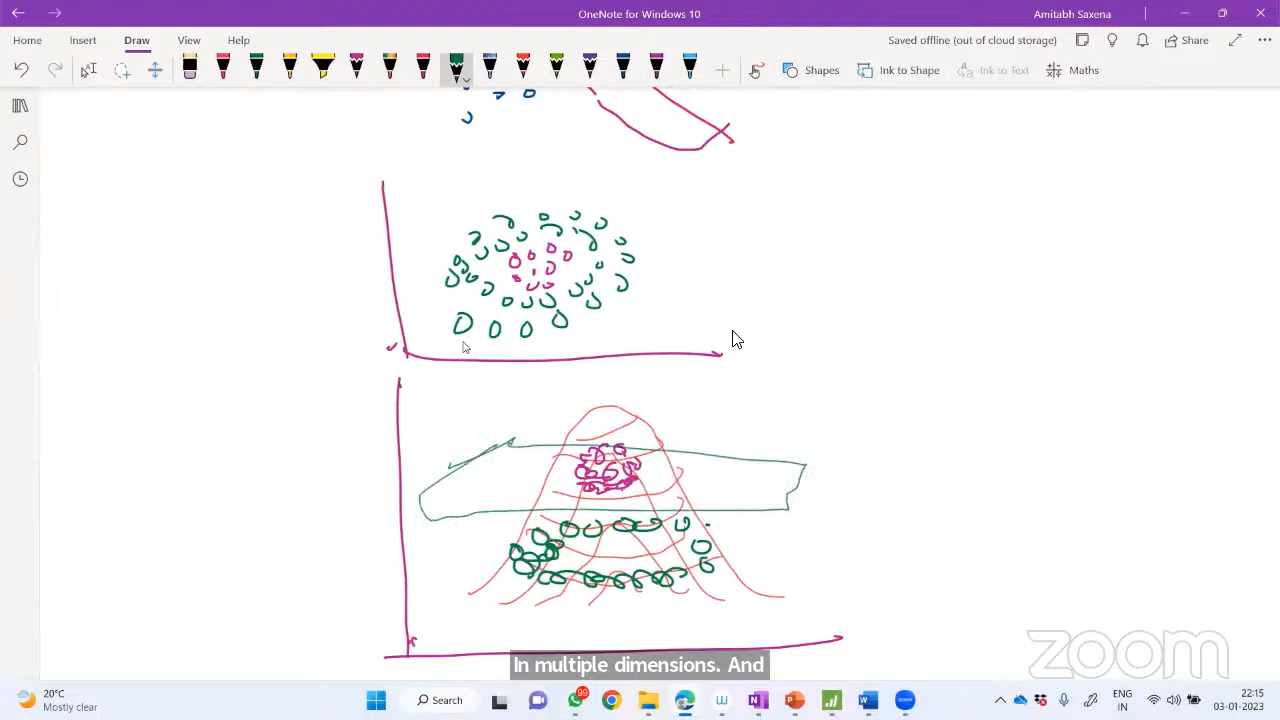 OneNote for Windows 10
Amitabh Saxena
Home
Insert
Draw
View
Help
Saved offline (out of cloud storage)
Share
Shapes
Ink to Shape
Ink to Text
Maths
In multiple dimensions. And
zoom
20°C
Mostly clear
Search
99
ENG
IN
22:15
03-01-2023